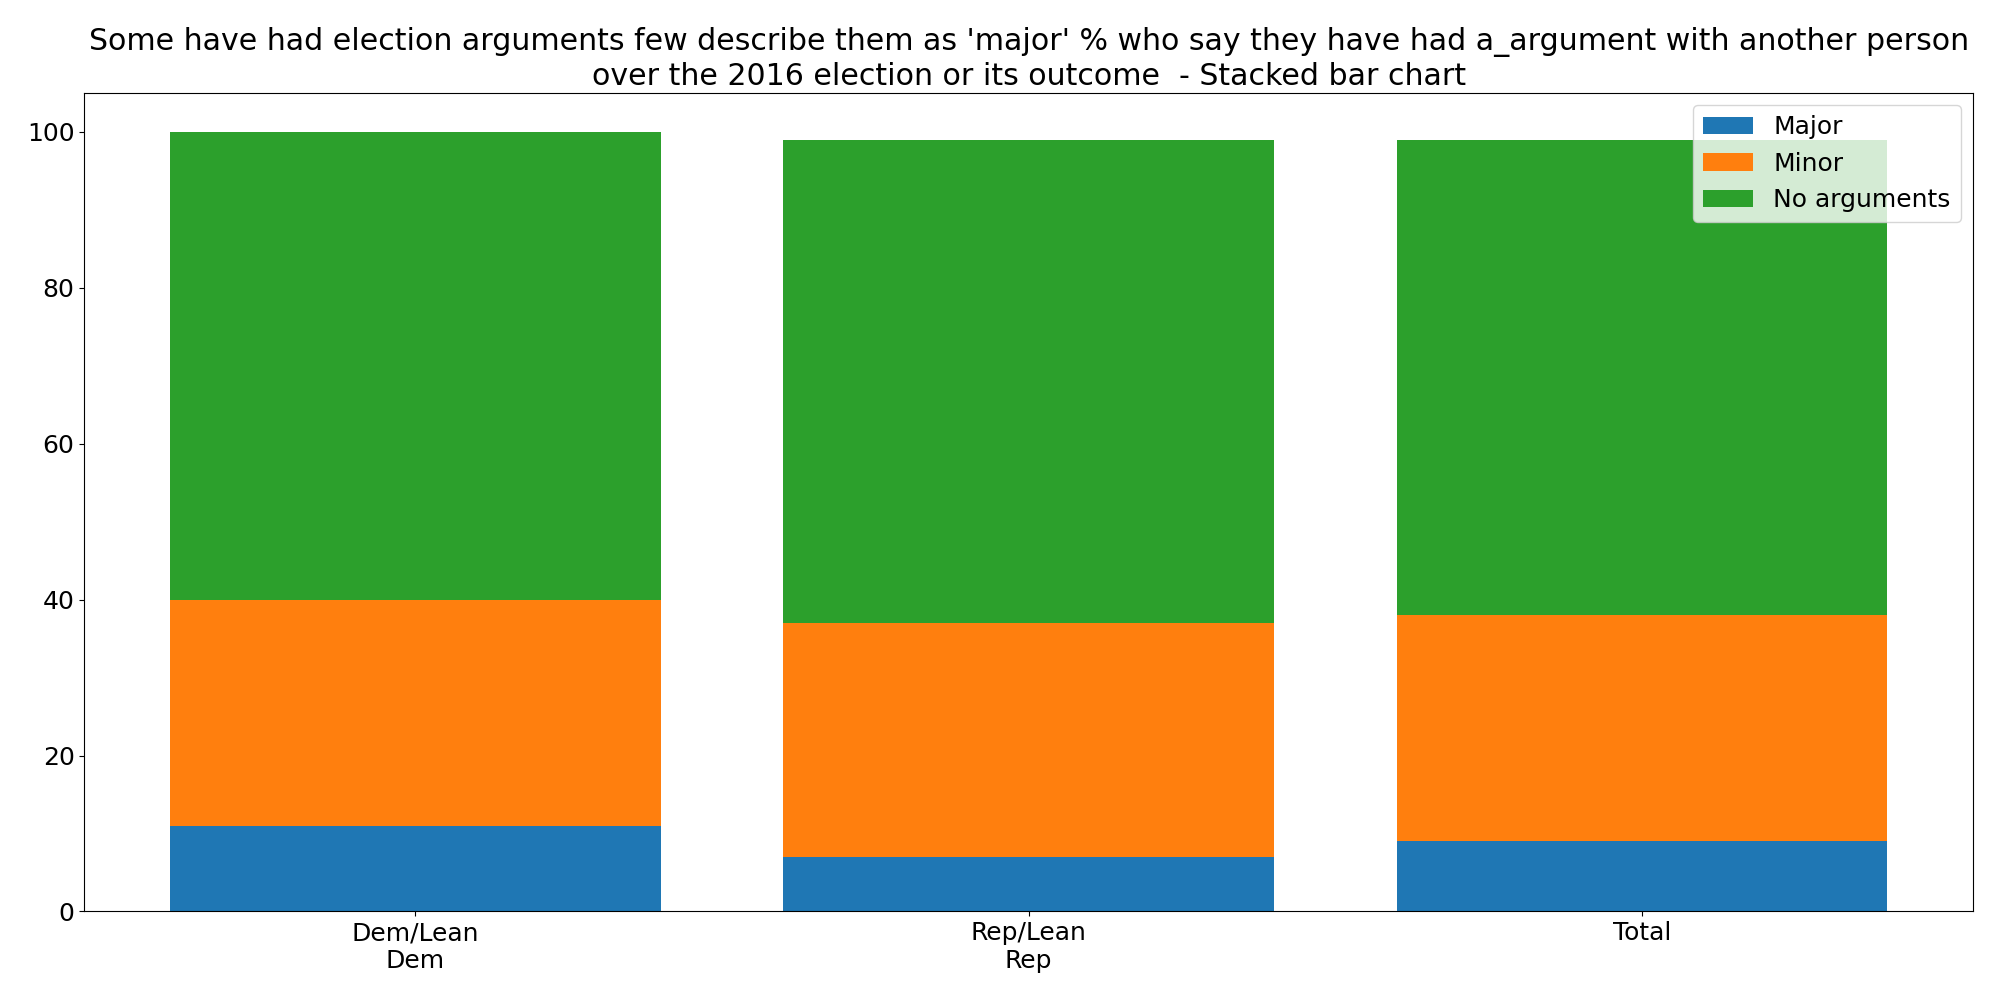 Some have had election arguments few describe them as 'major' % who say they have had a_argument with another person
over the 2016 election or its outcome  - Stacked bar chart
100
80
60
40
20
0
Major
Minor
No arguments
Dem/Lean
Dem
Rep/Lean
Rep
Total